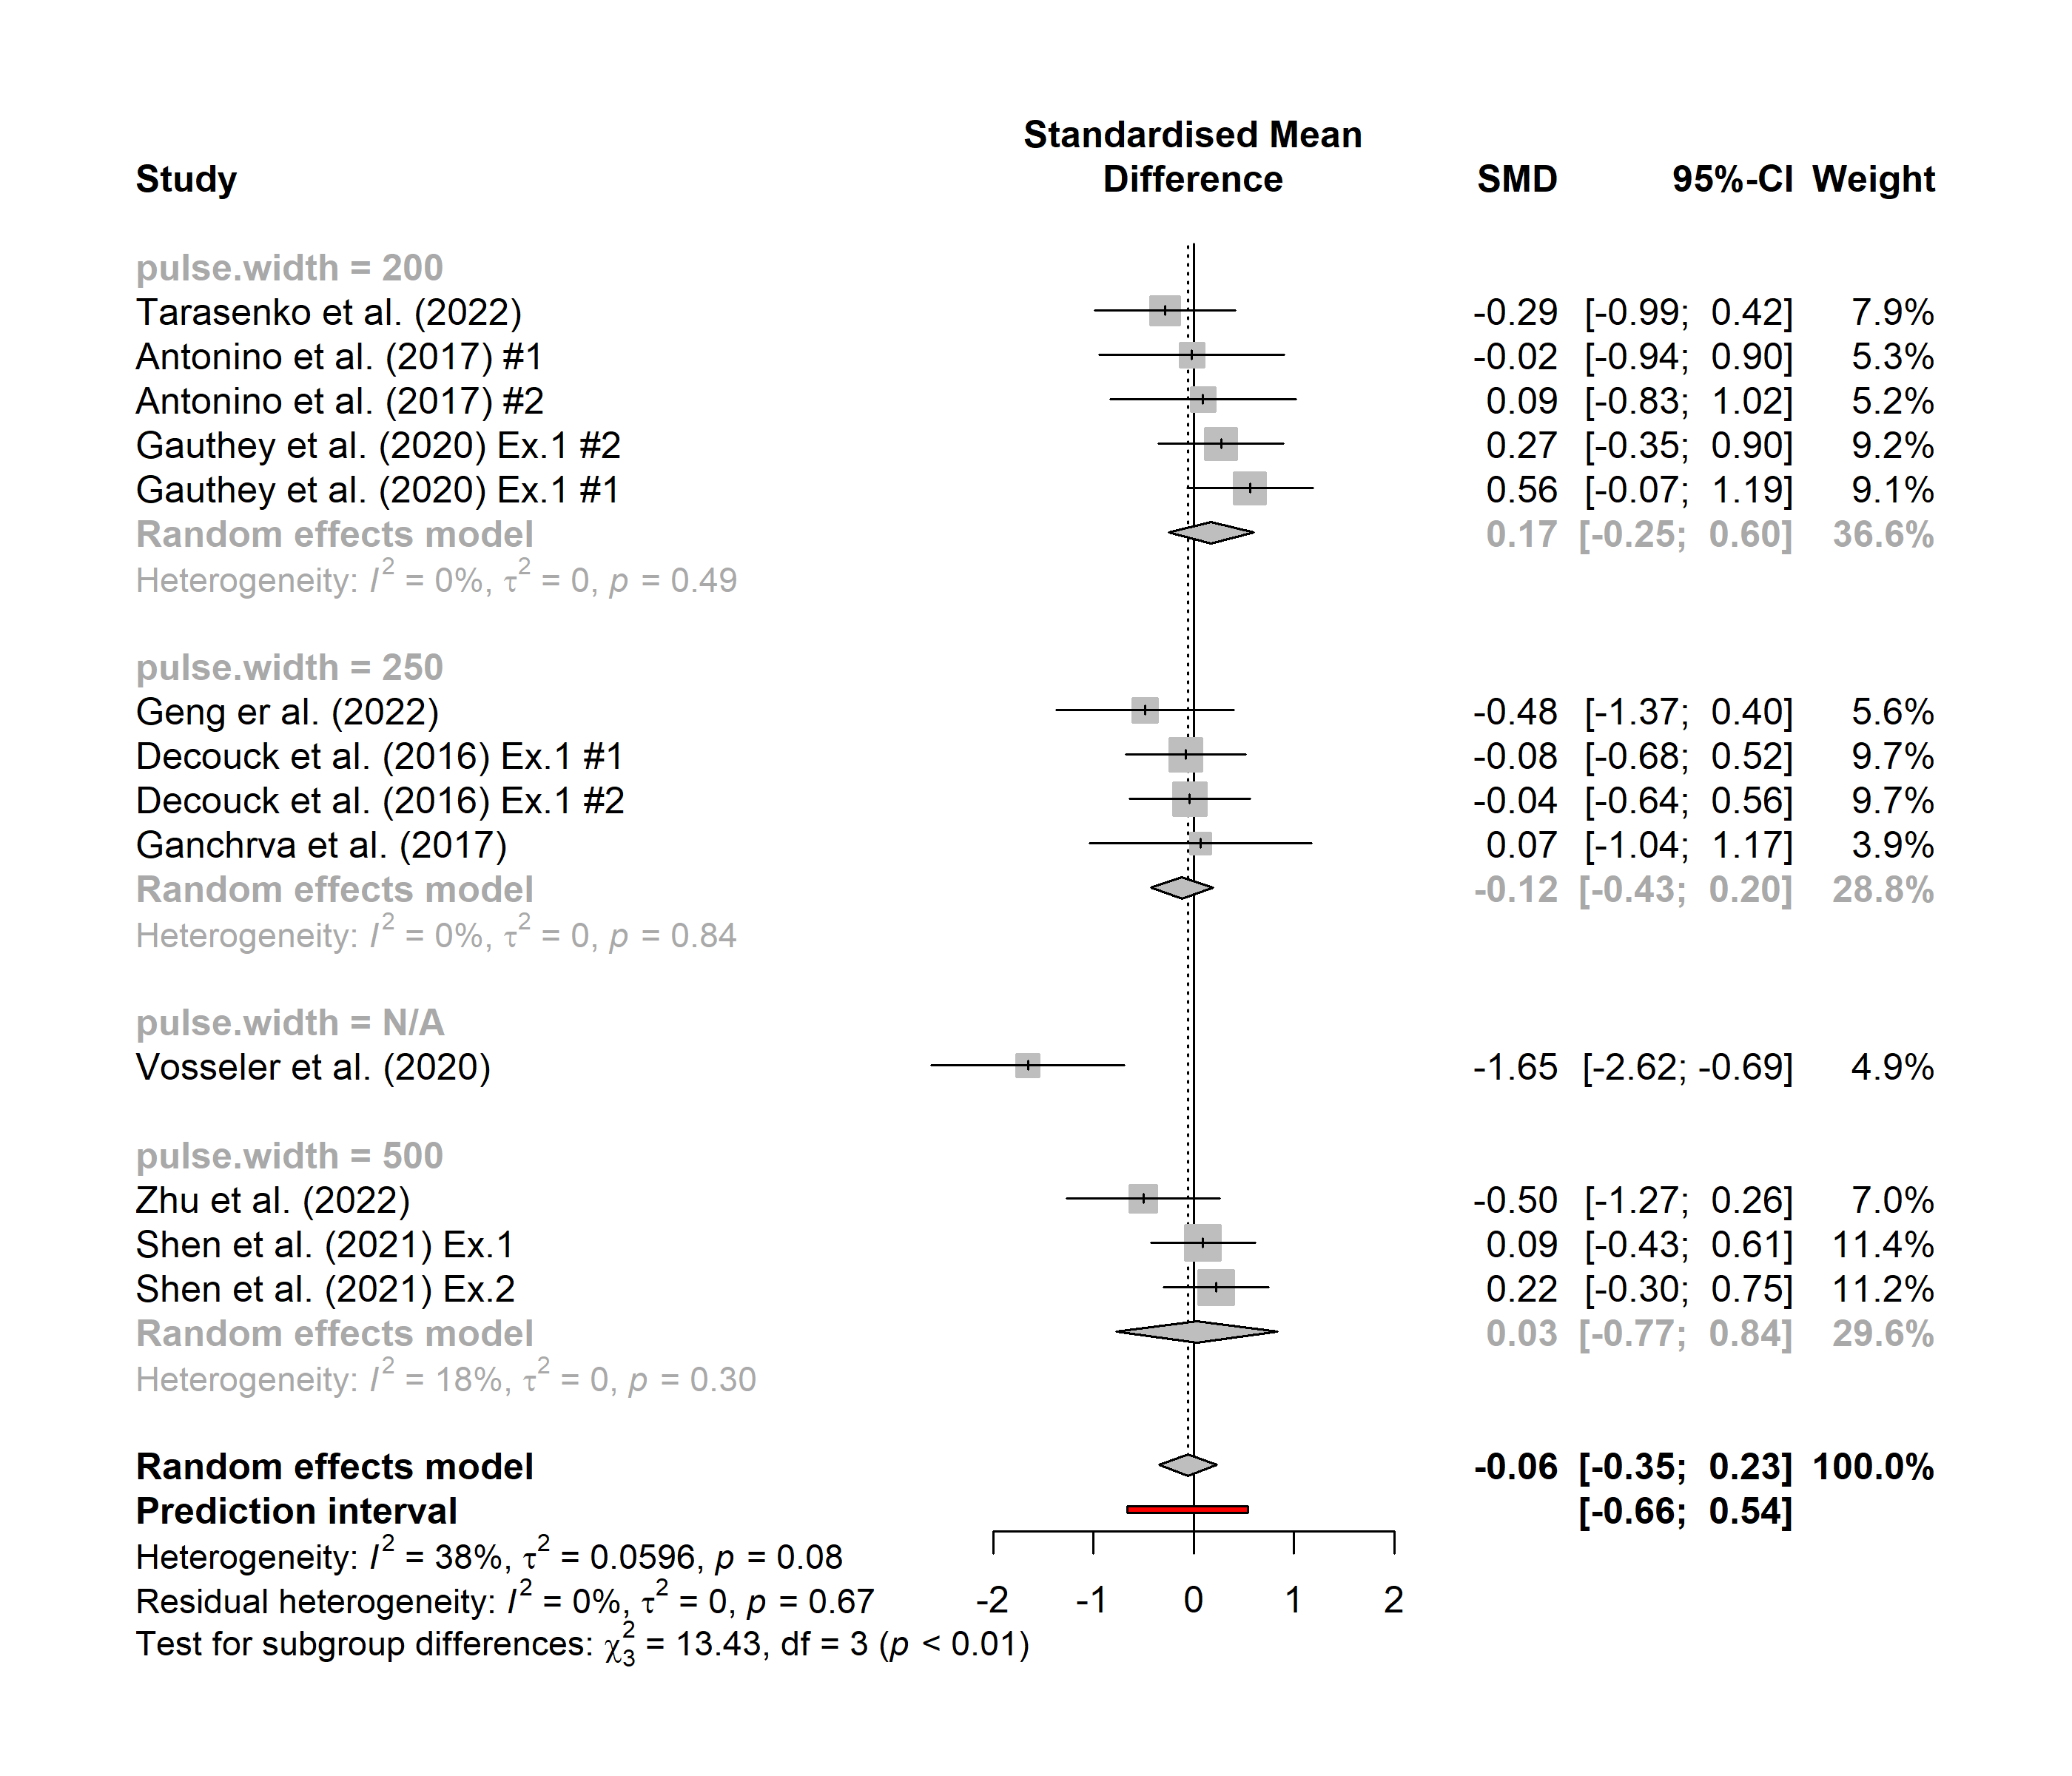 Standardised Mean
Study Difference SMD 95%-CI Weight
pulse.width = 200
Tarasenko et al. (2022) -0.29 [-0.99; 0.42] 7.9%
Antonino et al. (2017) #1 -0.02 [-0.94; 0.90] 5.3%
Antonino et al. (2017) #2 0.09 [-0.83; 1.02] 5.2%
Gauthey et al. (2020) Ex.1 #2 0.27 [-0.35; 0.90] 9.2%
Gauthey et al. (2020) Ex.1 #1 0.56 [-0.07; 1.19] 9.1%
Random effects model 0.17 [-0.25; 0.60] 36.6%
Heterogeneity: I² = 0%, τ² = 0, p = 0.49
pulse.width = 250
Geng er al. (2022) -0.48 [-1.37; 0.40] 5.6%
Decouck et al. (2016) Ex.1 #1 -0.08 [-0.68; 0.52] 9.7%
Decouck et al. (2016) Ex.1 #2 -0.04 [-0.64; 0.56] 9.7%
Ganchrva et al. (2017) 0.07 [-1.04; 1.17] 3.9%
Random effects model -0.12 [-0.43; 0.20] 28.8%
Heterogeneity: I² = 0%, τ² = 0, p = 0.84
pulse.width = N/A
Vosseler et al. (2020) -1.65 [-2.62; -0.69] 4.9%
pulse.width = 500
Zhu et al. (2022) -0.50 [-1.27; 0.26] 7.0%
Shen et al. (2021) Ex.1 0.09 [-0.43; 0.61] 11.4%
Shen et al. (2021) Ex.2 0.22 [-0.30; 0.75] 11.2%
Random effects model 0.03 [-0.77; 0.84] 29.6%
Heterogeneity: I² = 18%, τ² = 0, p = 0.30
Random effects model -0.06 [-0.35; 0.23] 100.0%
Prediction interval [-0.66; 0.54]
Heterogeneity: I² = 38%, τ² = 0.0596, p = 0.08
Residual heterogeneity: I² = 0%, τ² = 0, p = 0.67 -2 -1 0 1 2
Test for subgroup differences: χ²₃ = 13.43, df = 3 (p < 0.01)